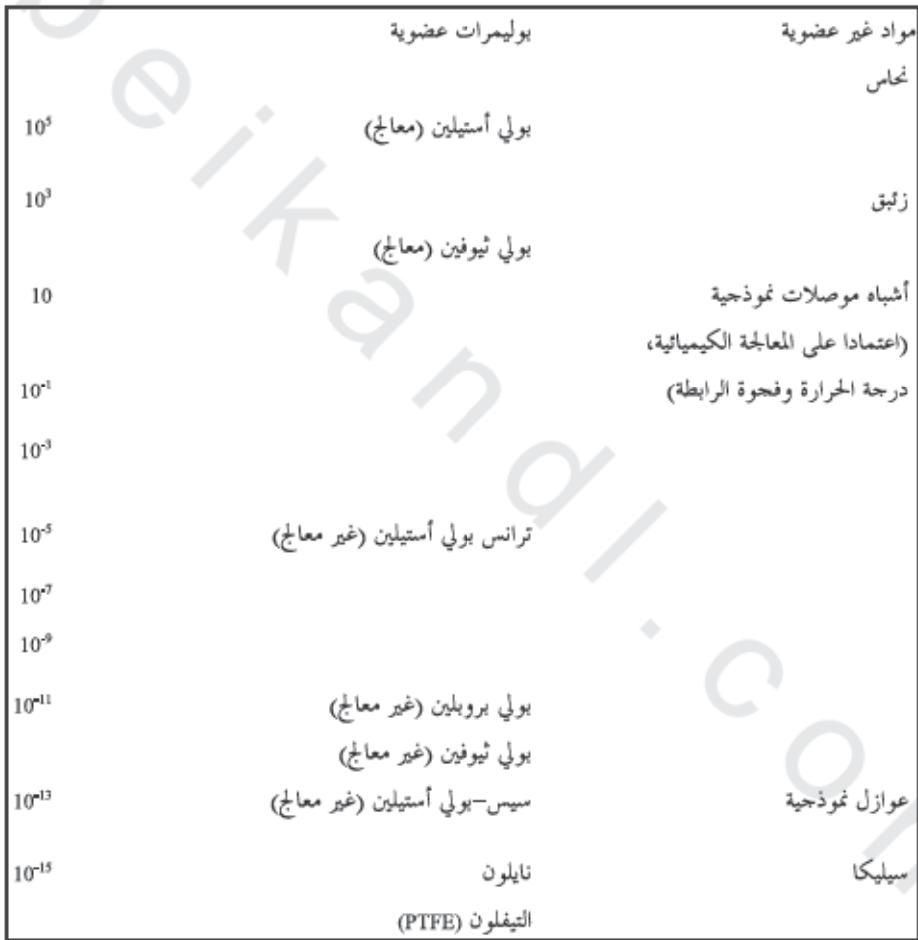 مواد غير عضوية بوليمرات عضوية
نحاس
بولي أستيلين (معالج) 10⁵
زئبق 10³
بولي ثيوفين (معالج)
أشباه موصلات نموذجية 10
(اعتمادا على المعالجة الكيميائية،
درجة الحرارة وفجوة الرابطة) 10⁻¹
10⁻³
ترانس بولي أستيلين (غير معالج) 10⁻⁵
10⁻⁷
10⁻⁹
بولي بروبلين (غير معالج) 10⁻¹¹
بولي ثيوفين (غير معالج)
عوازل نموذجية سيس-بولي أستيلين (غير معالج) 10⁻¹³
سيليكا نايلون 10⁻¹⁵
التيفلون (PTFE)
beikandl.com